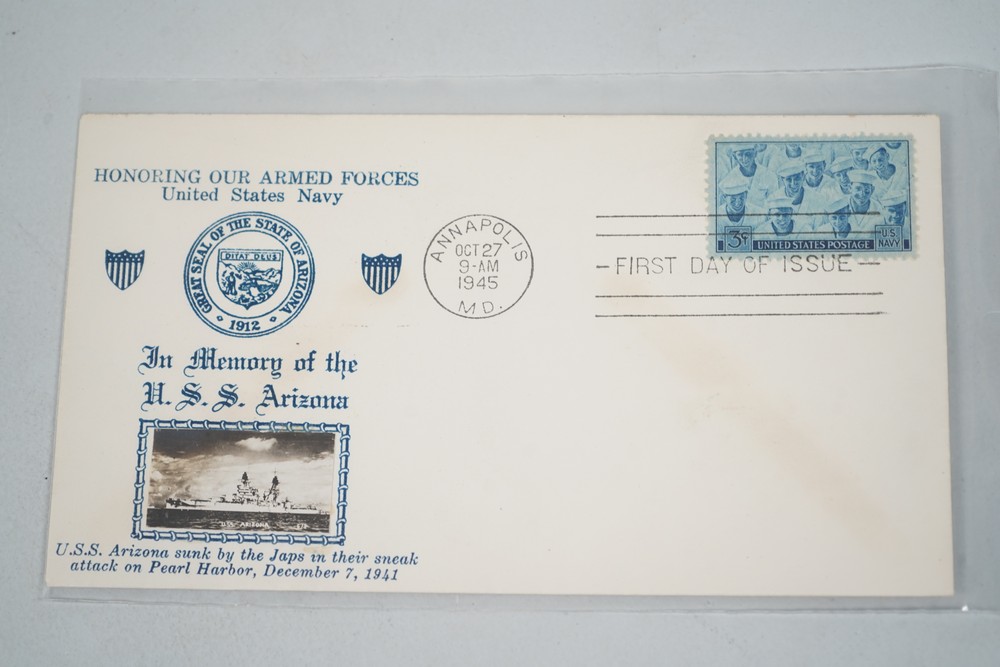 HONORING OUR ARMED FORCES
United States Navy
GREAT SEAL OF THE STATE OF ARIZONA
DITAT DEUS
1912
In Memory of the
U. S. S. Arizona
U.S.S. ARIZONA
U.S.S. Arizona sunk by the Japs in their sneak
attack on Pearl Harbor, December 7, 1941
ANNAPOLIS
OCT 27
9-AM
1945
MD.
3¢
UNITED STATES POSTAGE
U.S.
NAVY
FIRST DAY OF ISSUE